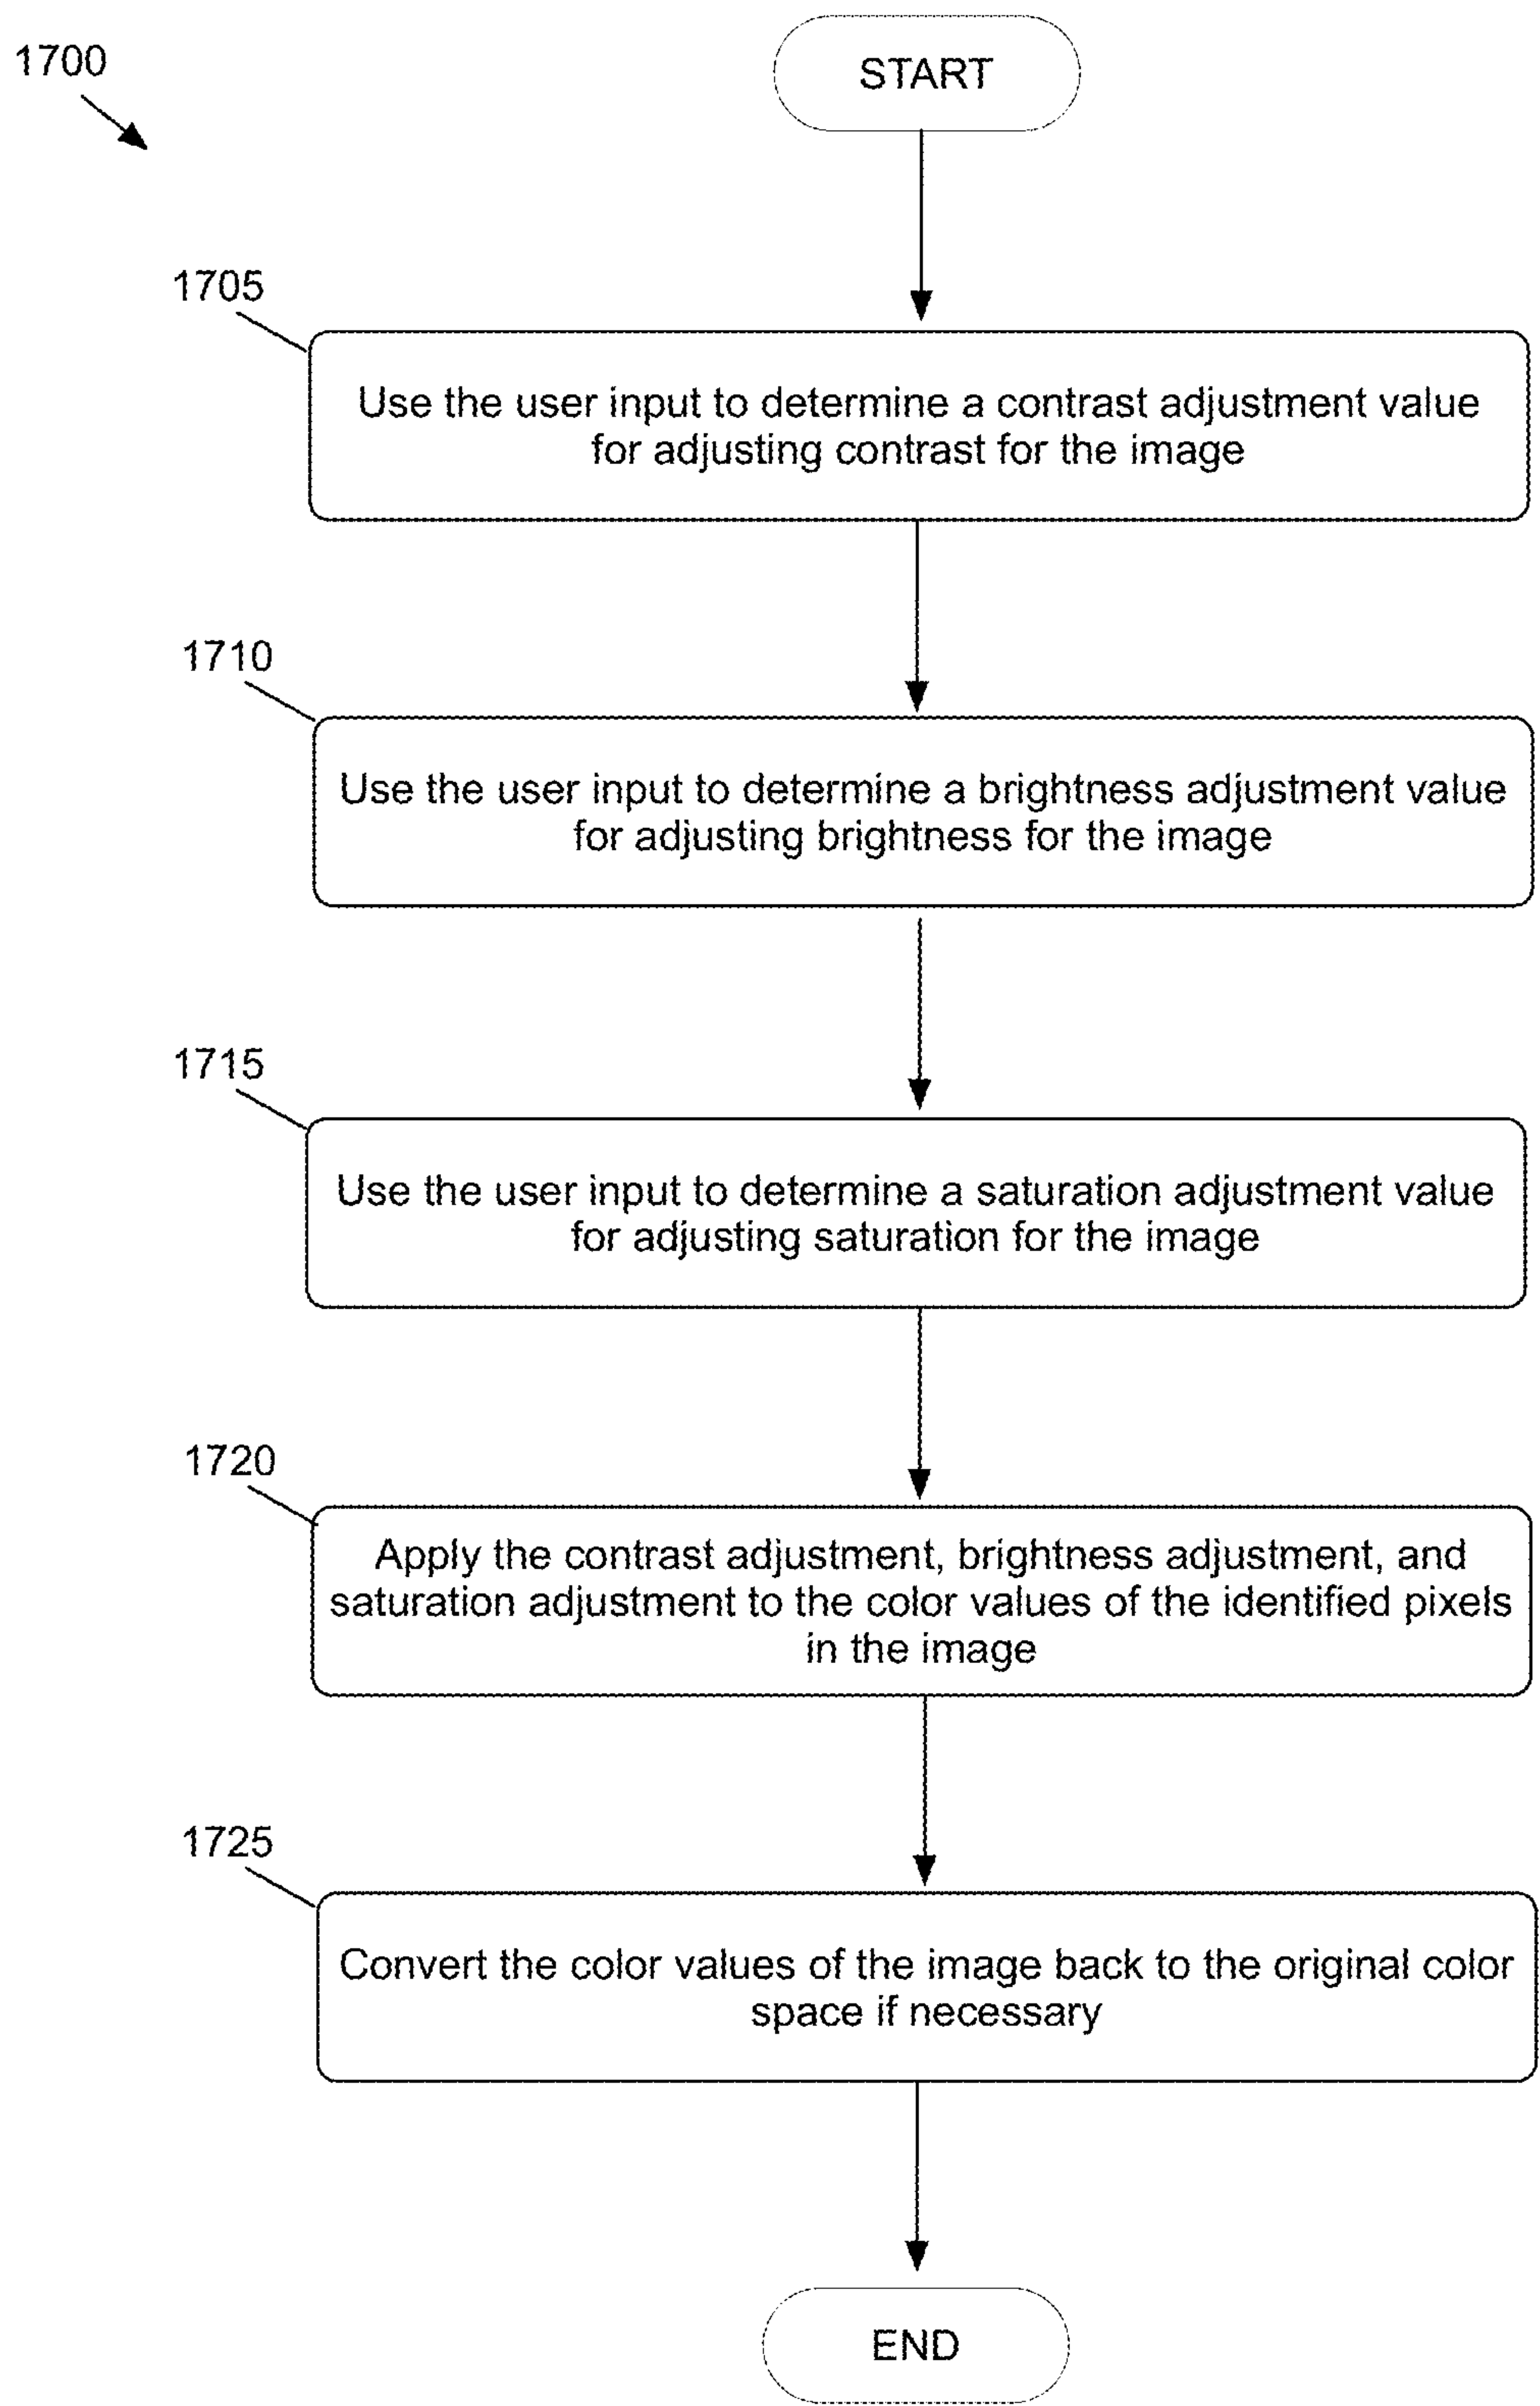 1700
START
1705
Use the user input to determine a contrast adjustment value
for adjusting contrast for the image
1710
Use the user input to determine a brightness adjustment value
for adjusting brightness for the image
1715
Use the user input to determine a saturation adjustment value
for adjusting saturation for the image
1720
Apply the contrast adjustment, brightness adjustment, and
saturation adjustment to the color values of the identified pixels
in the image
1725
Convert the color values of the image back to the original color
space if necessary
END